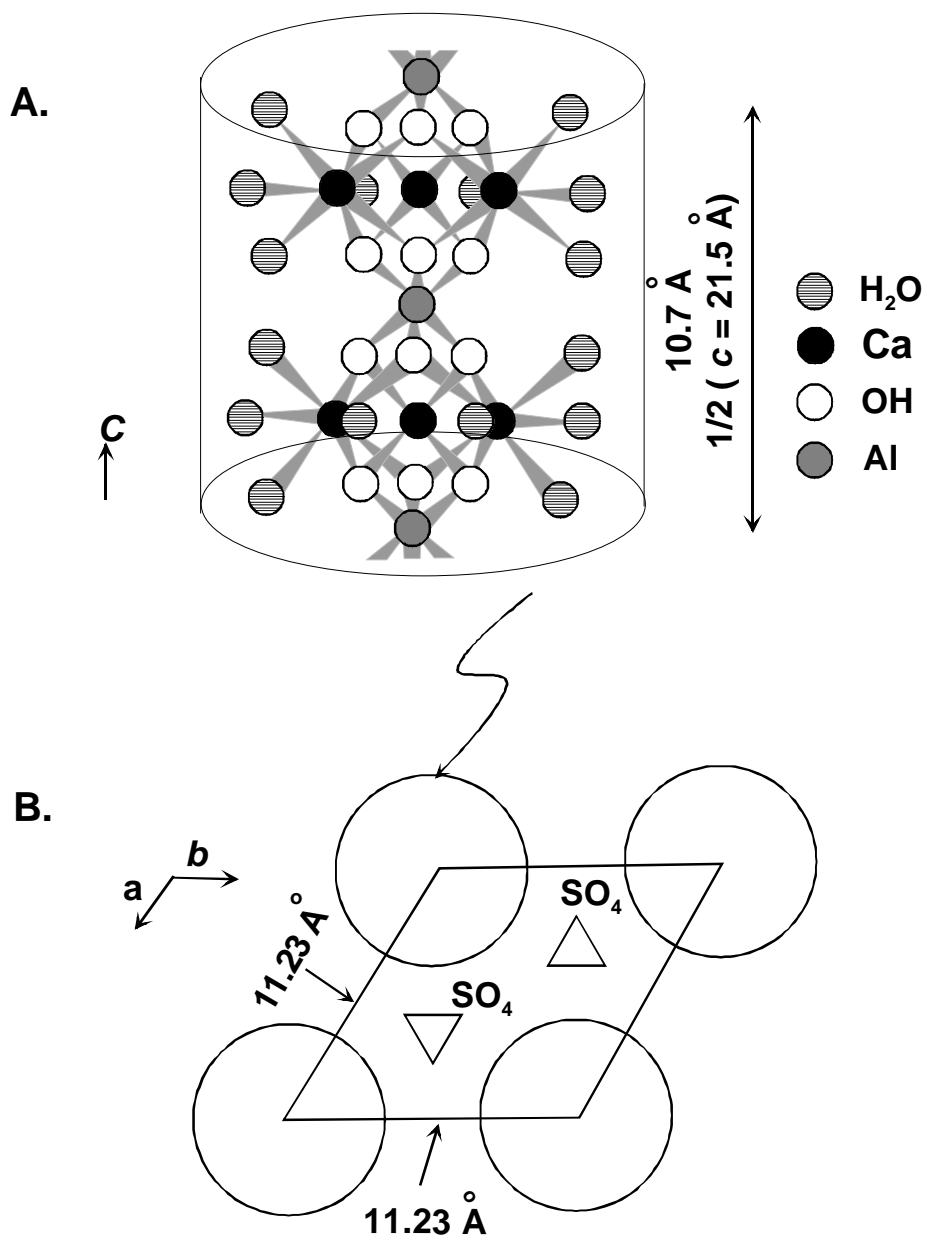 A.
10.7 Å
1/2 ( c = 21.5 Å)
H₂O
Ca
OH
Al
C
B.
b
a
SO₄
11.23 Å
SO₄
11.23 Å